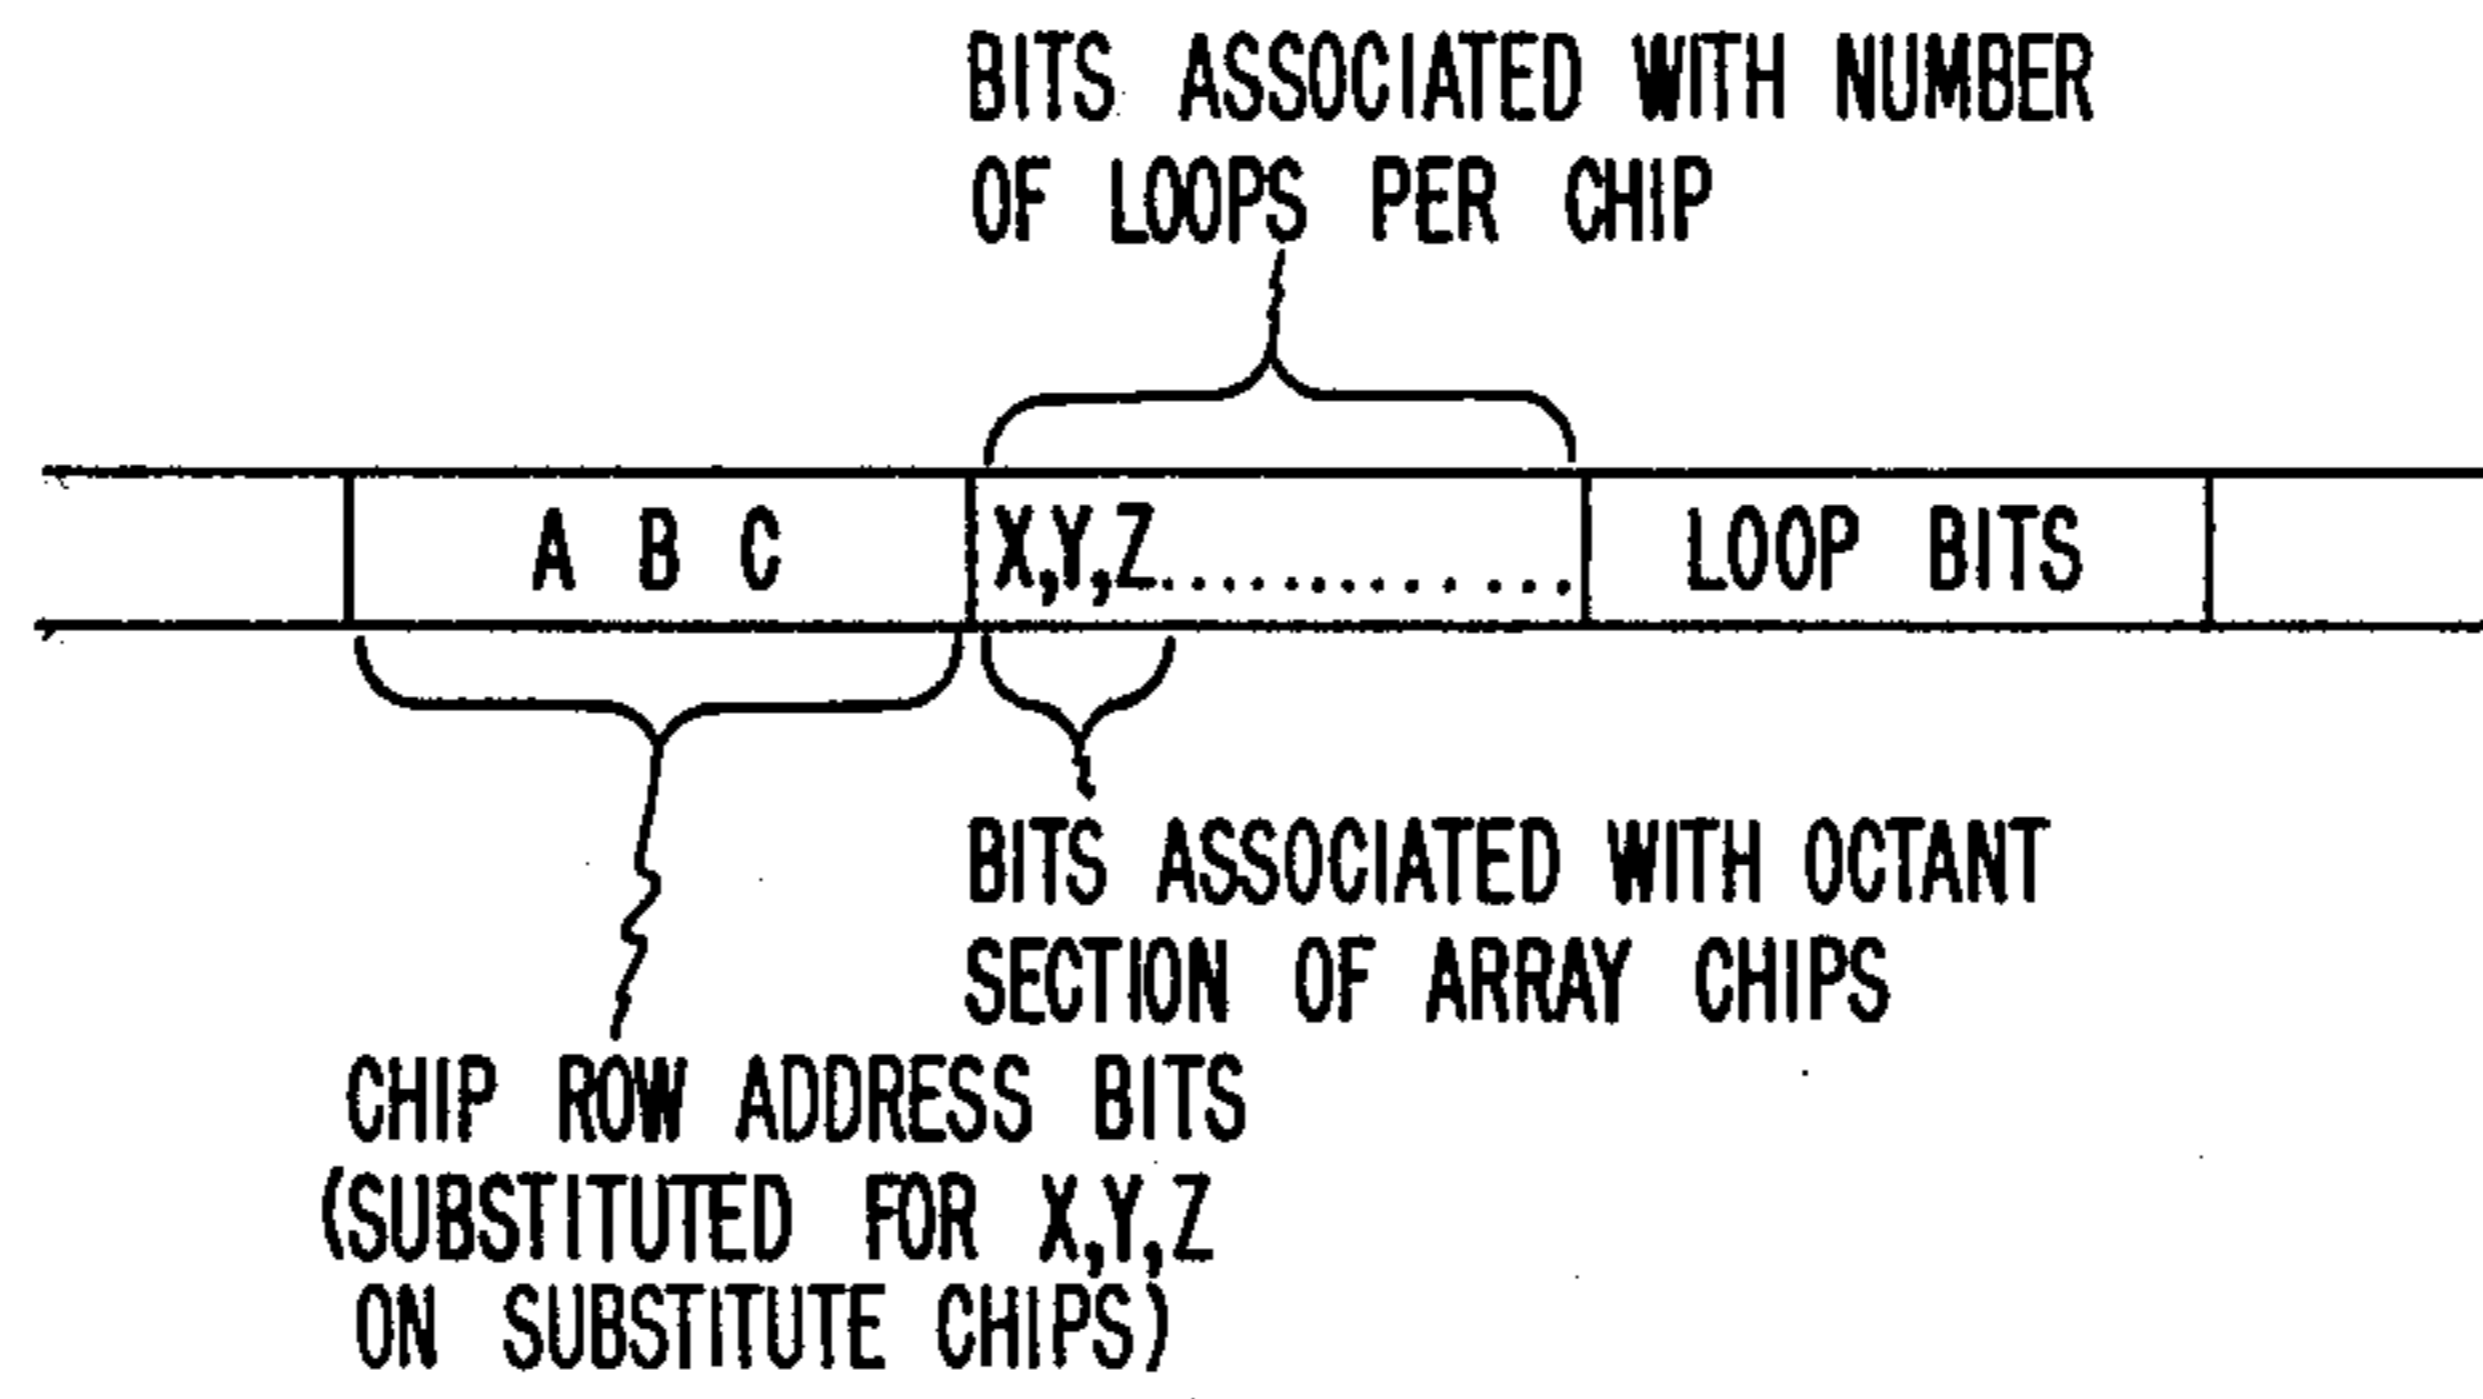 BITS ASSOCIATED WITH NUMBER
OF LOOPS PER CHIP
A B C
X,Y,Z..............
LOOP BITS
BITS ASSOCIATED WITH OCTANT
SECTION OF ARRAY CHIPS
CHIP ROW ADDRESS BITS
(SUBSTITUTED FOR X,Y,Z
ON SUBSTITUTE CHIPS)